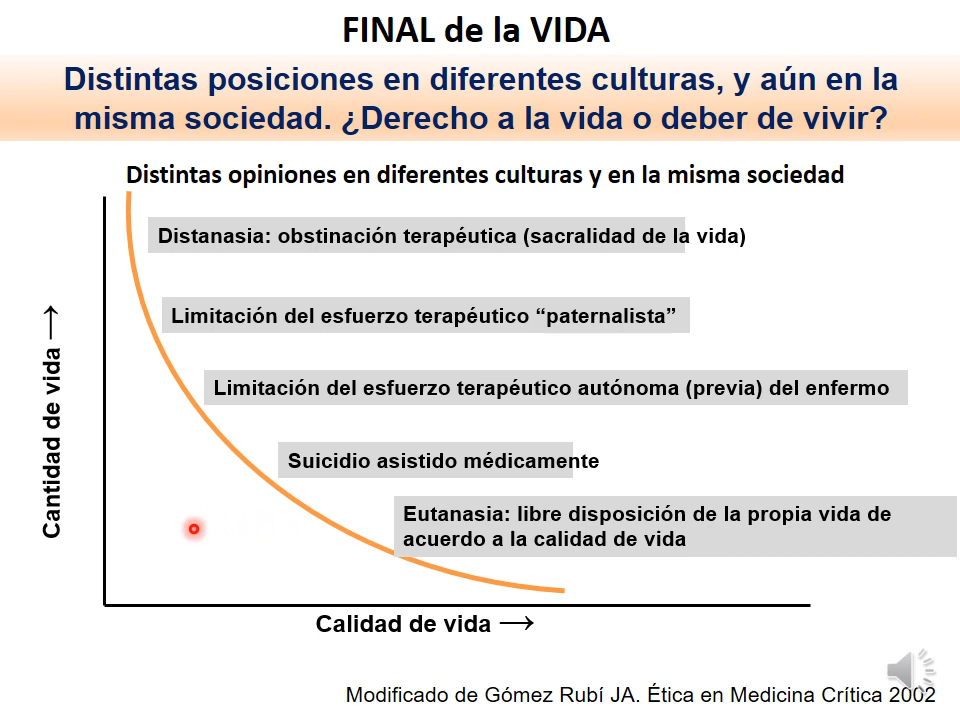 FINAL de la VIDA
Distintas posiciones en diferentes culturas, y aún en la
misma sociedad. ¿Derecho a la vida o deber de vivir?
Distintas opiniones en diferentes culturas y en la misma sociedad
Distanasia: obstinación terapéutica (sacralidad de la vida)
Limitación del esfuerzo terapéutico “paternalista”
Limitación del esfuerzo terapéutico autónoma (previa) del enfermo
Suicidio asistido médicamente
Eutanasia: libre disposición de la propia vida de
acuerdo a la calidad de vida
Cantidad de vida →
Calidad de vida →
Modificado de Gómez Rubí JA. Ética en Medicina Crítica 2002